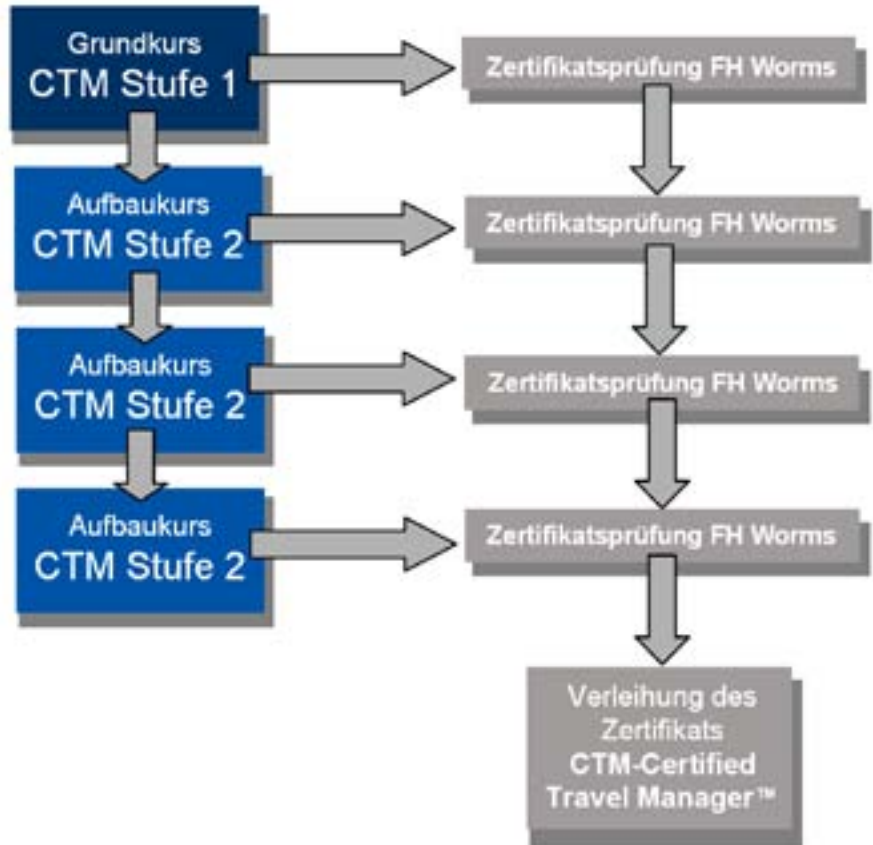 Grundkurs
CTM Stufe 1
Zertifikatsprüfung FH Worms
Aufbaukurs
CTM Stufe 2
Zertifikatsprüfung FH Worms
Aufbaukurs
CTM Stufe 2
Zertifikatsprüfung FH Worms
Aufbaukurs
CTM Stufe 2
Zertifikatsprüfung FH Worms
Verleihung des
Zertifikats
CTM-Certified
Travel Manager™